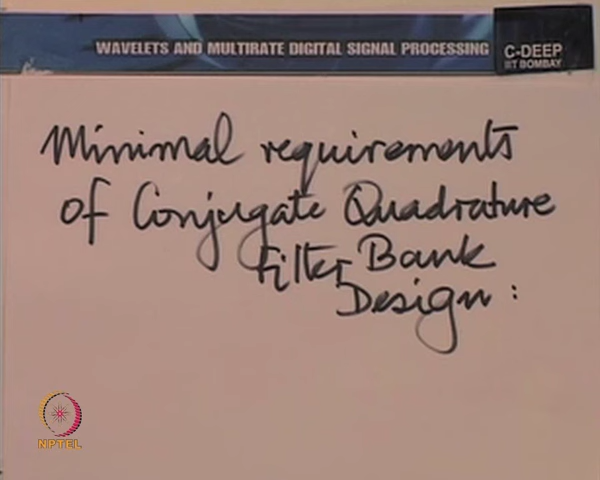 WAVELETS AND MULTIRATE DIGITAL SIGNAL PROCESSING
C-DEEP
IIT BOMBAY
Minimal requirements
of Conjugate Quadrature
Filter Bank
Design :
NPTEL